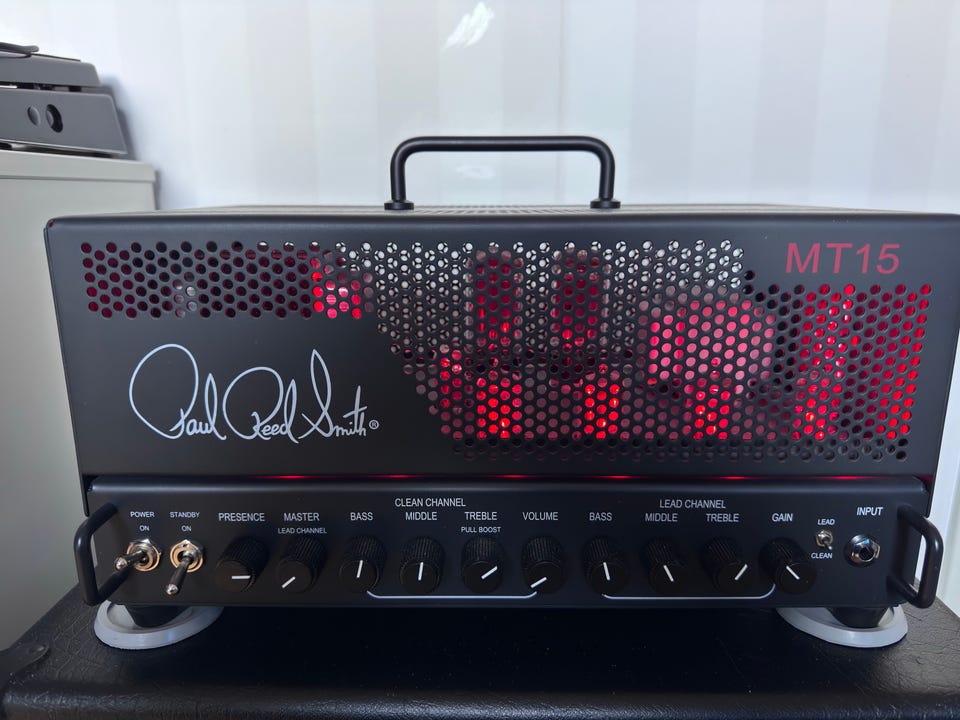 MT15
Paul Reed Smith®
CLEAN CHANNEL
LEAD CHANNEL
POWER
STANDBY
PRESENCE
MASTER
BASS
MIDDLE
TREBLE
VOLUME
BASS
MIDDLE
TREBLE
GAIN
LEAD
INPUT
ON
ON
LEAD CHANNEL
PULL BOOST
CLEAN